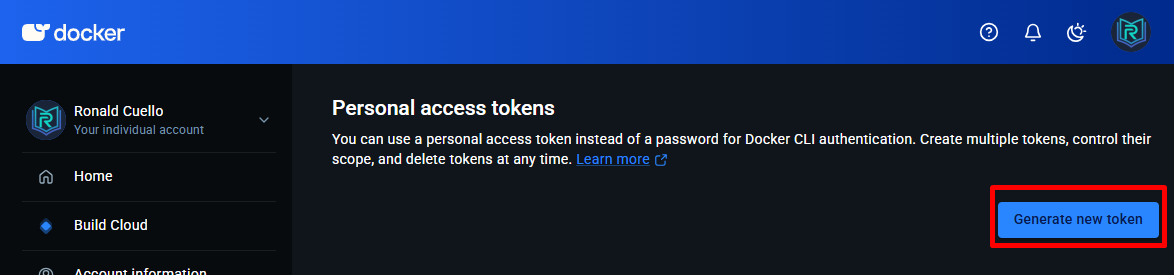 docker
Ronald Cuello
Your individual account
Home
Build Cloud
Account information
Personal access tokens
You can use a personal access token instead of a password for Docker CLI authentication. Create multiple tokens, control their
scope, and delete tokens at any time. Learn more
Generate new token